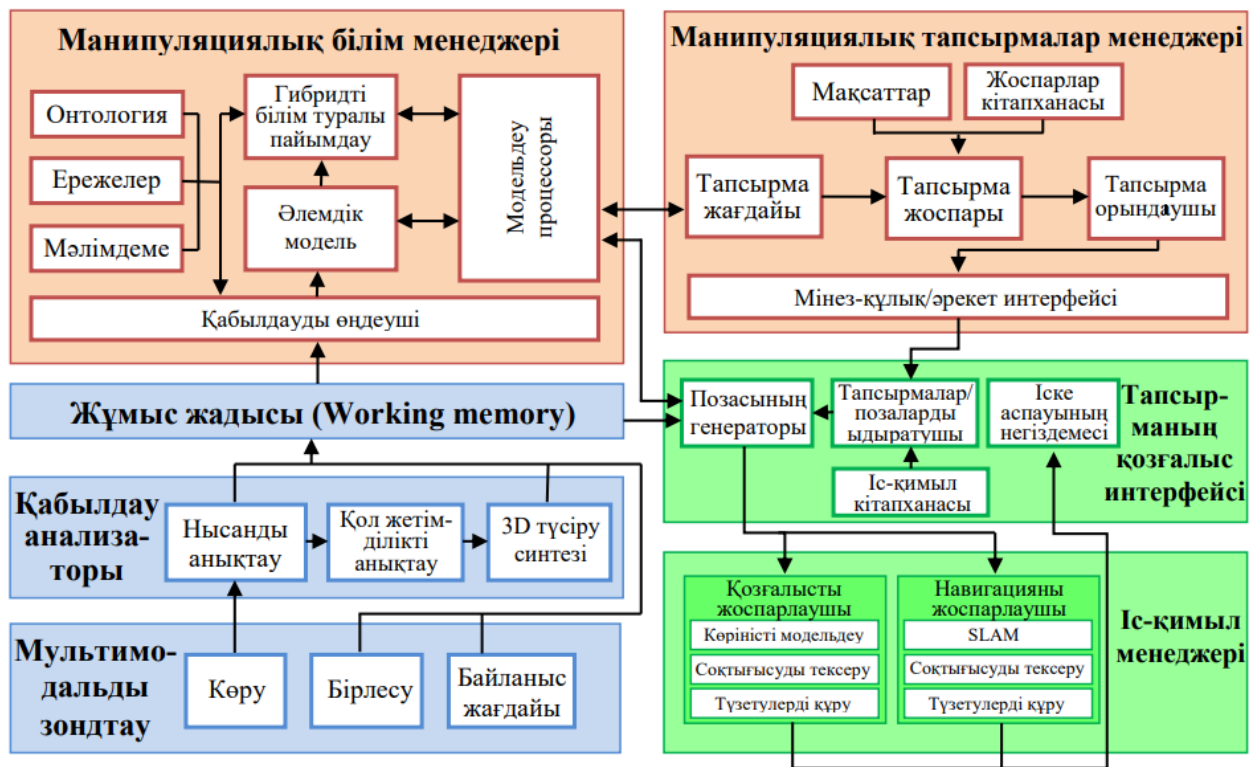 Манипуляциялық білім менеджері
Онтология
Ережелер
Мәлімдеме
Гибридті
білім туралы
пайымдау
Әлемдік
модель
Модельдеу
процессоры
Қабылдауды өңдеуші
Манипуляциялық тапсырмалар менеджері
Мақсаттар
Жоспарлар
кітапханасы
Тапсырма
жағдайы
Тапсырма
жоспары
Тапсырма
орындаушы
Мінез-құлық/әрекет интерфейсі
Жұмыс жадысы (Working memory)
Позасының
генераторы
Тапсырмалар/
позаларды
ыдыратушы
Іске
аспауының
негіздемесі
Іс-қимыл
кітапханасы
Тапсыр-
маның
қозғалыс
интерфейсі
Қабылдау
анализа-
торы
Нысанды
анықтау
Қол жетім-
ділікті
анықтау
3D түсіру
синтезі
Мультимо-
дальды
зондтау
Көру
Бірлесу
Байланыс
жағдайы
Қозғалысты
жоспарлаушы
Көріністі модельдеу
Соқтығысуды тексеру
Түзетулерді құру
Навигацияны
жоспарлаушы
SLAM
Соқтығысуды тексеру
Түзетулерді құру
Іс-қимыл
менеджері